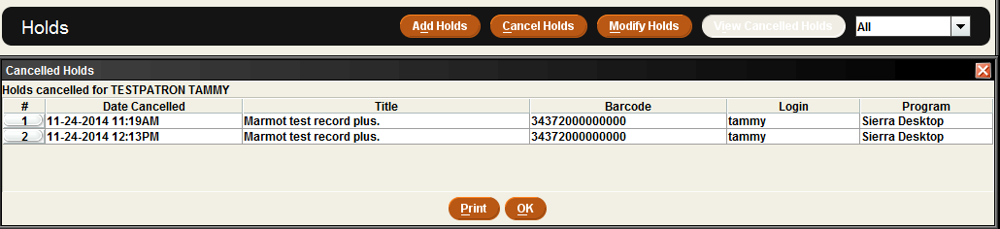 Holds Add Holds Cancel Holds Modify Holds View Cancelled Holds All
Cancelled Holds
Holds cancelled for TESTPATRON TAMMY
# Date Cancelled Title Barcode Login Program
1 11-24-2014 11:19AM Marmot test record plus. 34372000000000 tammy Sierra Desktop
2 11-24-2014 12:13PM Marmot test record plus. 34372000000000 tammy Sierra Desktop
Print OK